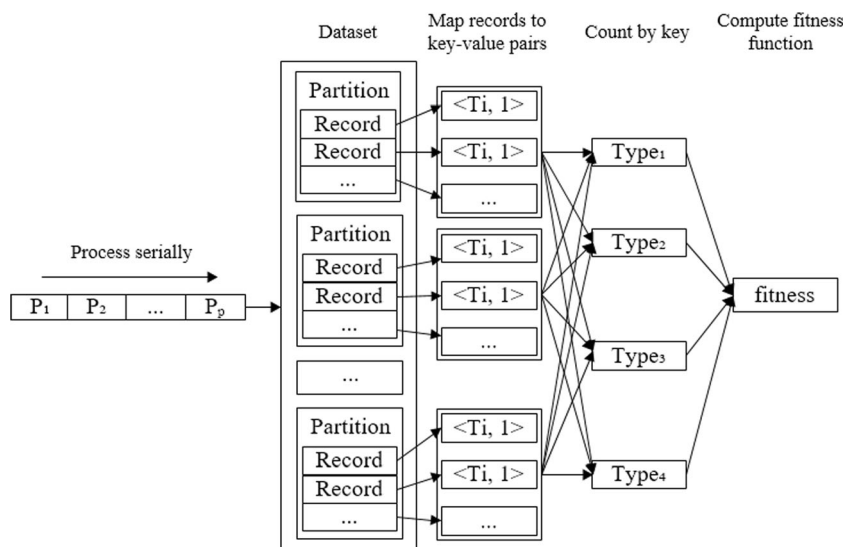 Dataset
Map records to
key-value pairs
Count by key
Compute fitness
function
Partition
Record
Record
...
<Ti, 1>
<Ti, 1>
...
Partition
Record
Record
...
<Ti, 1>
<Ti, 1>
...
...
Partition
Record
Record
...
<Ti, 1>
<Ti, 1>
...
Process serially
P₁ P₂ ... Pₚ
Type₁
Type₂
Type₃
Type₄
fitness